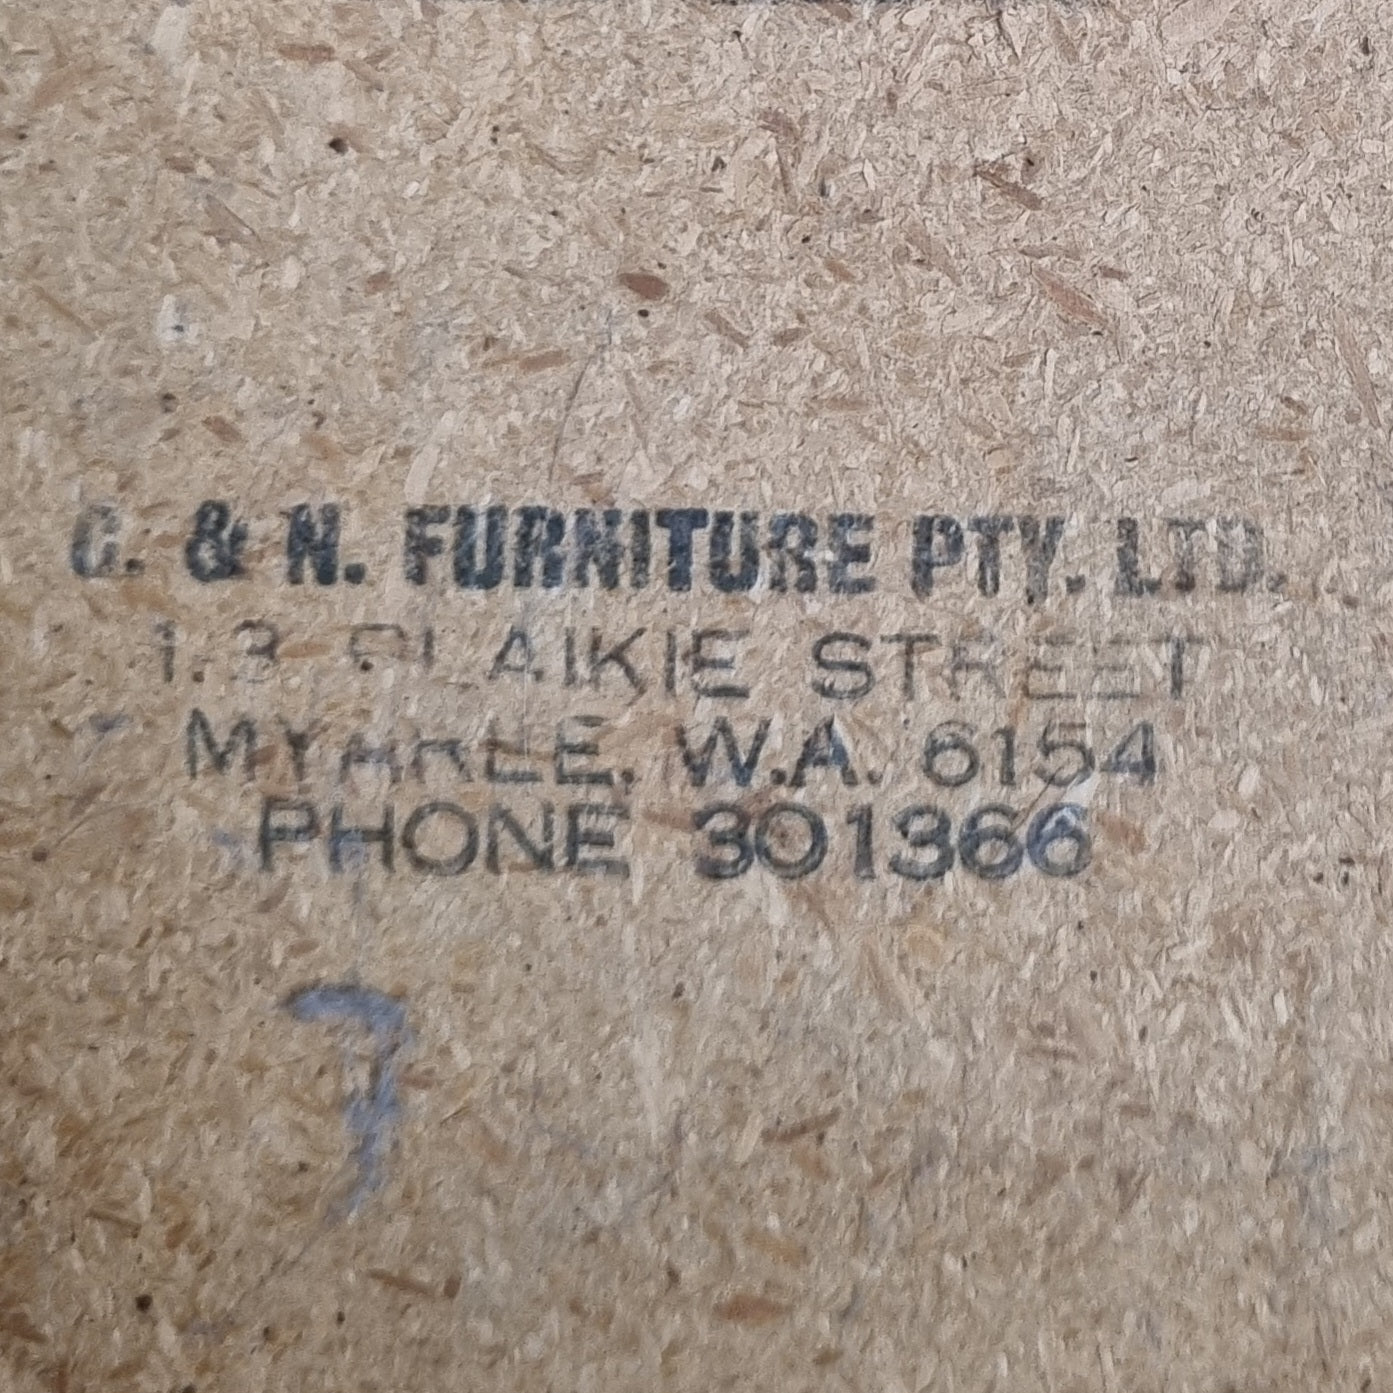 C. & N. FURNITURE PTY. LTD.
1.3 BLAIKIE STREET
MYAREE, W.A. 6154
PHONE 301366
7